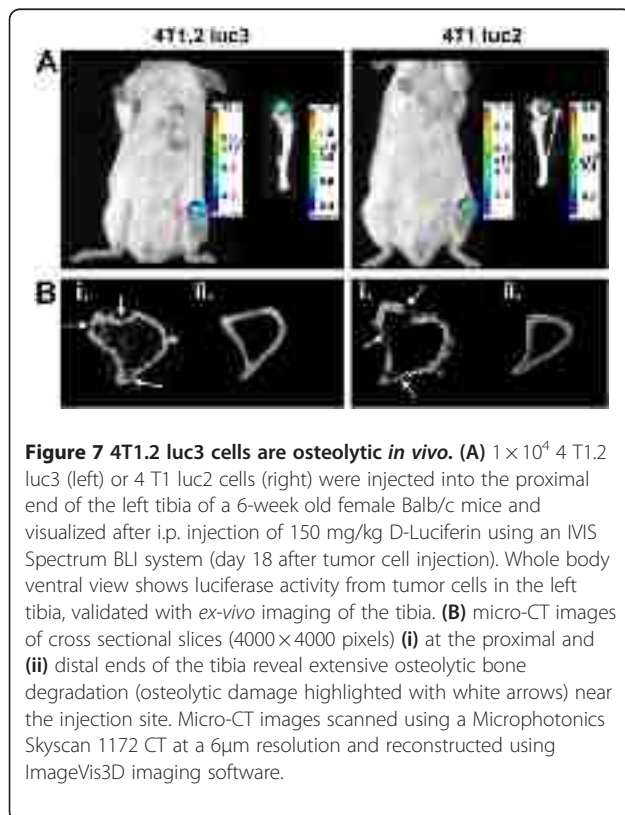 4T1.2 luc3 4T1 luc2
A
B i. ii. i. ii.
Figure 7 4T1.2 luc3 cells are osteolytic in vivo. (A) 1 × 10⁴ 4 T1.2
luc3 (left) or 4 T1 luc2 cells (right) were injected into the proximal
end of the left tibia of a 6-week old female Balb/c mice and
visualized after i.p. injection of 150 mg/kg D-Luciferin using an IVIS
Spectrum BLI system (day 18 after tumor cell injection). Whole body
ventral view shows luciferase activity from tumor cells in the left
tibia, validated with ex-vivo imaging of the tibia. (B) micro-CT images
of cross sectional slices (4000 × 4000 pixels) (i) at the proximal and
(ii) distal ends of the tibia reveal extensive osteolytic bone
degradation (osteolytic damage highlighted with white arrows) near
the injection site. Micro-CT images scanned using a Microphotonics
Skyscan 1172 CT at a 6μm resolution and reconstructed using
ImageVis3D imaging software.